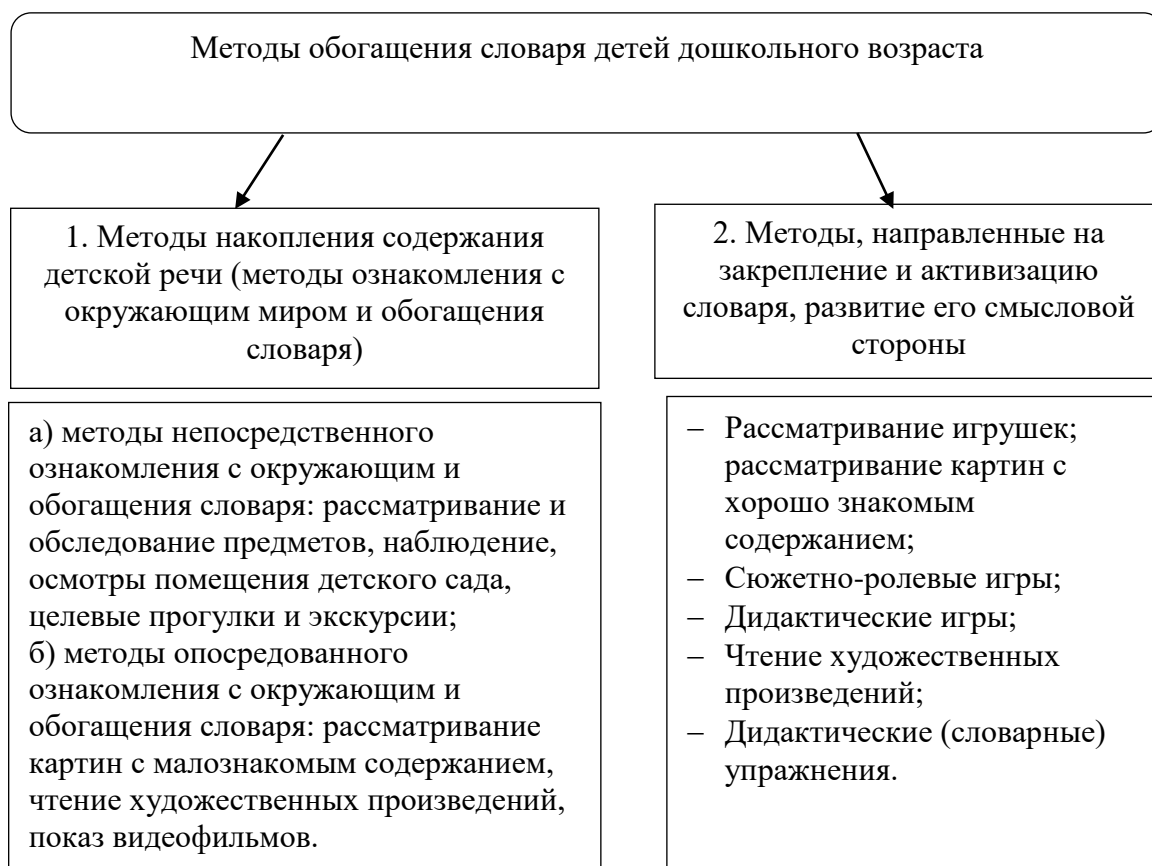 Методы обогащения словаря детей дошкольного возраста
1. Методы накопления содержания
детской речи (методы ознакомления с
окружающим миром и обогащения
словаря)
2. Методы, направленные на
закрепление и активизацию
словаря, развитие его смысловой
стороны
а) методы непосредственного
ознакомления с окружающим и
обогащения словаря: рассматривание и
обследование предметов, наблюдение,
осмотры помещения детского сада,
целевые прогулки и экскурсии;
б) методы опосредованного
ознакомления с окружающим и
обогащения словаря: рассматривание
картин с малознакомым содержанием,
чтение художественных произведений,
показ видеофильмов.
– Рассматривание игрушек;
рассматривание картин с
хорошо знакомым
содержанием;
– Сюжетно-ролевые игры;
– Дидактические игры;
– Чтение художественных
произведений;
– Дидактические (словарные)
упражнения.